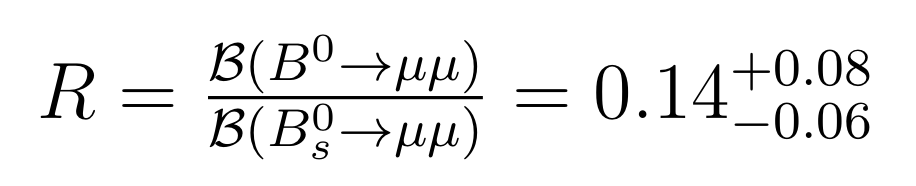 R = \frac{\mathcal{B}(B^0 \to \mu\mu)}{\mathcal{B}(B_s^0 \to \mu\mu)} = 0.14^{+0.08}_{-0.06}